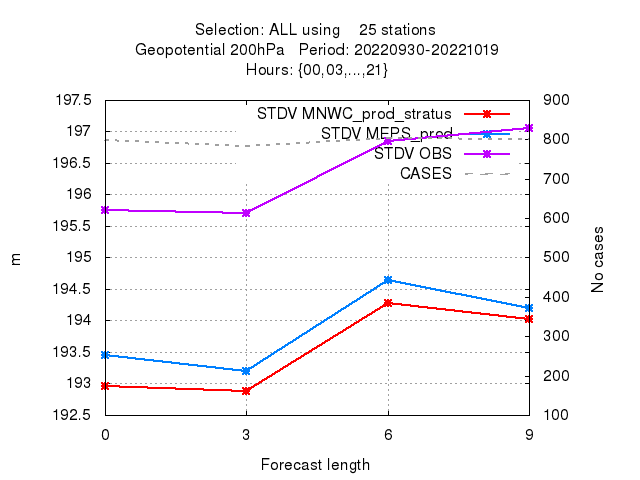 Selection: ALL using 25 stations
Geopotential 200hPa Period: 20220930-20221019
Hours: {00,03,...,21}
197.5
197
196.5
196
195.5
195
194.5
194
193.5
193
192.5
900
800
700
600
500
400
300
200
100
STDV MNWC_prod_stratus
STDV MEPS_prod
STDV OBS
CASES
m
No cases
0 3 6 9
Forecast length